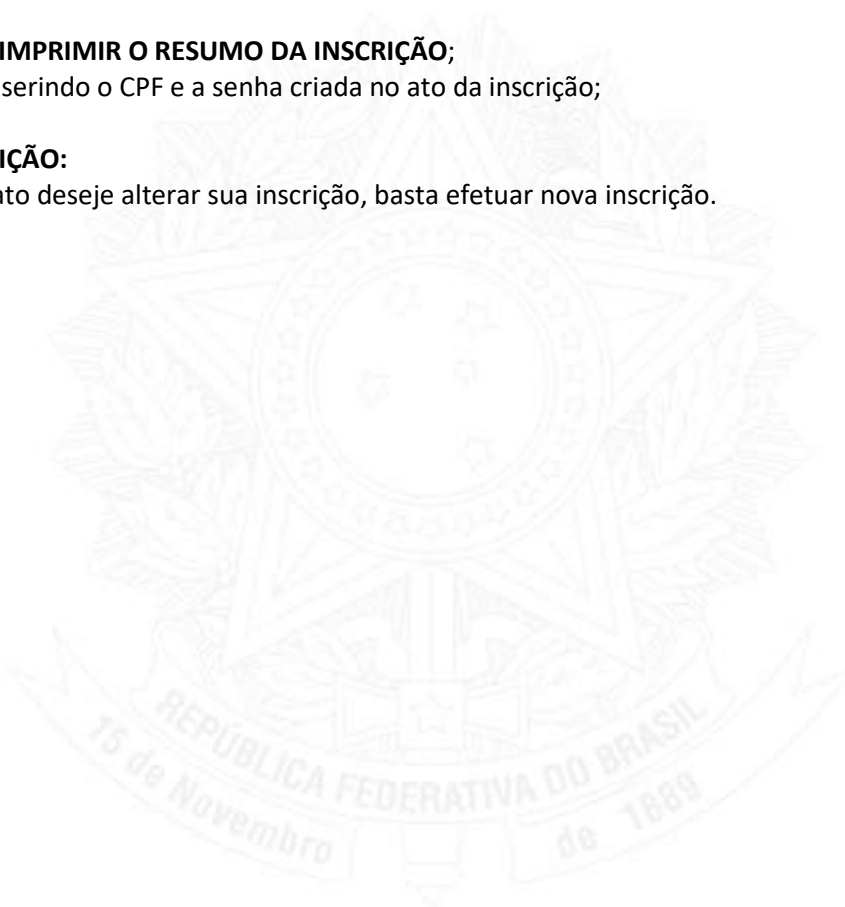 IMPRIMIR O RESUMO DA INSCRIÇÃO;
serindo o CPF e a senha criada no ato da inscrição;
IÇÃO:
ato deseje alterar sua inscrição, basta efetuar nova inscrição.
REPÚBLICA FEDERATIVA DO BRASIL
15 de Novembro de 1889